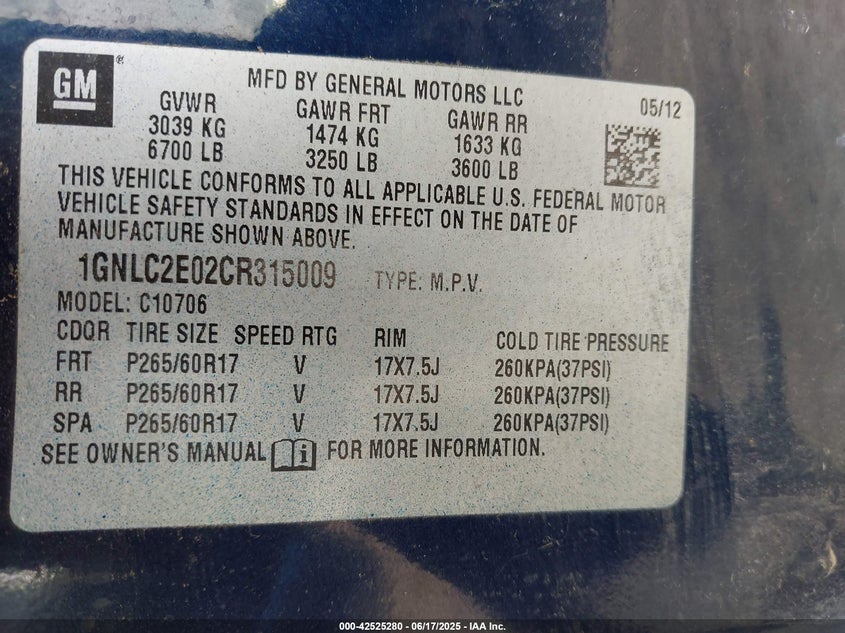 GM®
MFD BY GENERAL MOTORS LLC
05/12
GVWR GAWR FRT GAWR RR
3039 KG 1474 KG 1633 KG
6700 LB 3250 LB 3600 LB
THIS VEHICLE CONFORMS TO ALL APPLICABLE U.S. FEDERAL MOTOR
VEHICLE SAFETY STANDARDS IN EFFECT ON THE DATE OF
MANUFACTURE SHOWN ABOVE.
1GNLC2E02CR315009 TYPE: M.P.V.
MODEL: C10706
CDQR TIRE SIZE SPEED RTG RIM COLD TIRE PRESSURE
FRT P265/60R17 V 17X7.5J 260KPA(37PSI)
RR P265/60R17 V 17X7.5J 260KPA(37PSI)
SPA P265/60R17 V 17X7.5J 260KPA(37PSI)
SEE OWNER'S MANUAL i FOR MORE INFORMATION.
000-42525280 - 06/17/2025 - IAA Inc.